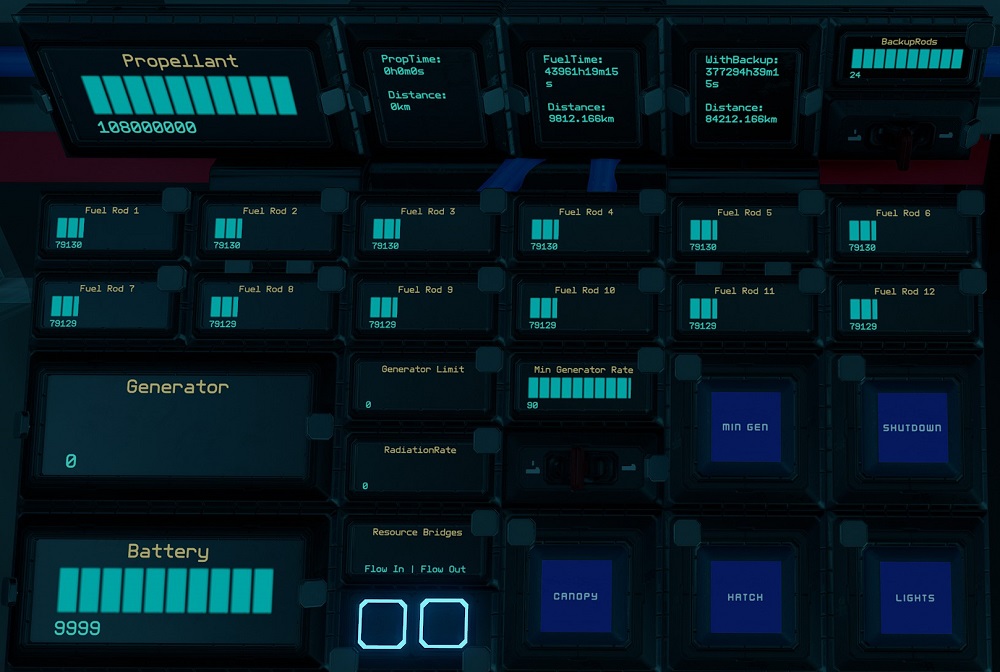 Propellant
108000000
PropTime:
0h0m0s
Distance:
0km
FuelTime:
43961h19m15
s
Distance:
9812.166km
WithBackup:
377294h39m1
5s
Distance:
84212.166km
BackupRods
24
1
1
Fuel Rod 1
79130
Fuel Rod 2
79130
Fuel Rod 3
79130
Fuel Rod 4
79130
Fuel Rod 5
79130
Fuel Rod 6
79130
Fuel Rod 7
79129
Fuel Rod 8
79129
Fuel Rod 9
79129
Fuel Rod 10
79129
Fuel Rod 11
79129
Fuel Rod 12
79129
Generator
0
Generator Limit
0
Min Generator Rate
90
MIN GEN
SHUTDOWN
RadiationRate
0
Battery
9999
Resource Bridges
Flow In | Flow Out
CANOPY
HATCH
LIGHTS